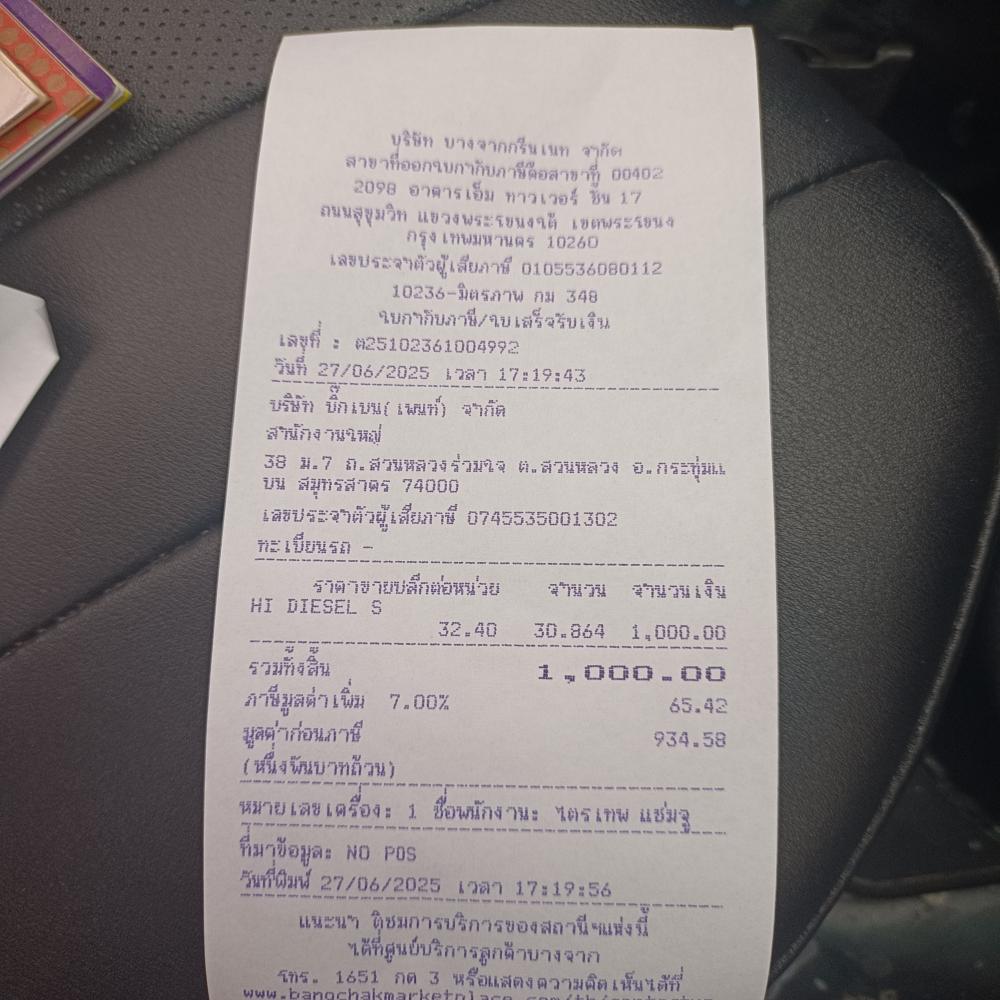 บริษัท บางจากกรีนเนท จำกัด
สาขาที่ออกใบกำกับภาษีคือสาขาที่ 00402
2098 อาคารเอ็ม ทาวเวอร์ ชั้น 17
ถนนสุขุมวิท แขวงพระโขนงใต้ เขตพระโขนง
กรุงเทพมหานคร 10260
เลขประจำตัวผู้เสียภาษี 0105536080112
10236-มิตรภาพ กม 348
ใบกำกับภาษี/ใบเสร็จรับเงิน
เลขที่ : ต25102361004992
วันที่ 27/06/2025 เวลา 17:19:43
บริษัท บิ๊กเบน(เพนท์) จำกัด
สำนักงานใหญ่
38 ม.7 ถ.สวนหลวงร่วมใจ ต.สวนหลวง อ.กระทุ่มแ
บน สมุทรสาคร 74000
เลขประจำตัวผู้เสียภาษี 0745535001302
ทะเบียนรถ -
ราคาขายปลีกต่อหน่วย จำนวน จำนวนเงิน
HI DIESEL S
32.40 30.864 1,000.00
รวมทั้งสิ้น 1,000.00
ภาษีมูลค่าเพิ่ม 7.00% 65.42
มูลค่าก่อนภาษี 934.58
(หนึ่งพันบาทถ้วน)
หมายเลขเครื่อง: 1 ชื่อพนักงาน: ไตรเทพ แซ่มจู
ที่มาข้อมูล: NO POS
วันที่พิมพ์ 27/06/2025 เวลา 17:19:56
แนะนำ ติชมการบริการของสถานีฯแห่งนี้
ได้ที่ศูนย์บริการลูกค้าบางจาก
โทร. 1651 กด 3 หรือแสดงความคิดเห็นได้ที่